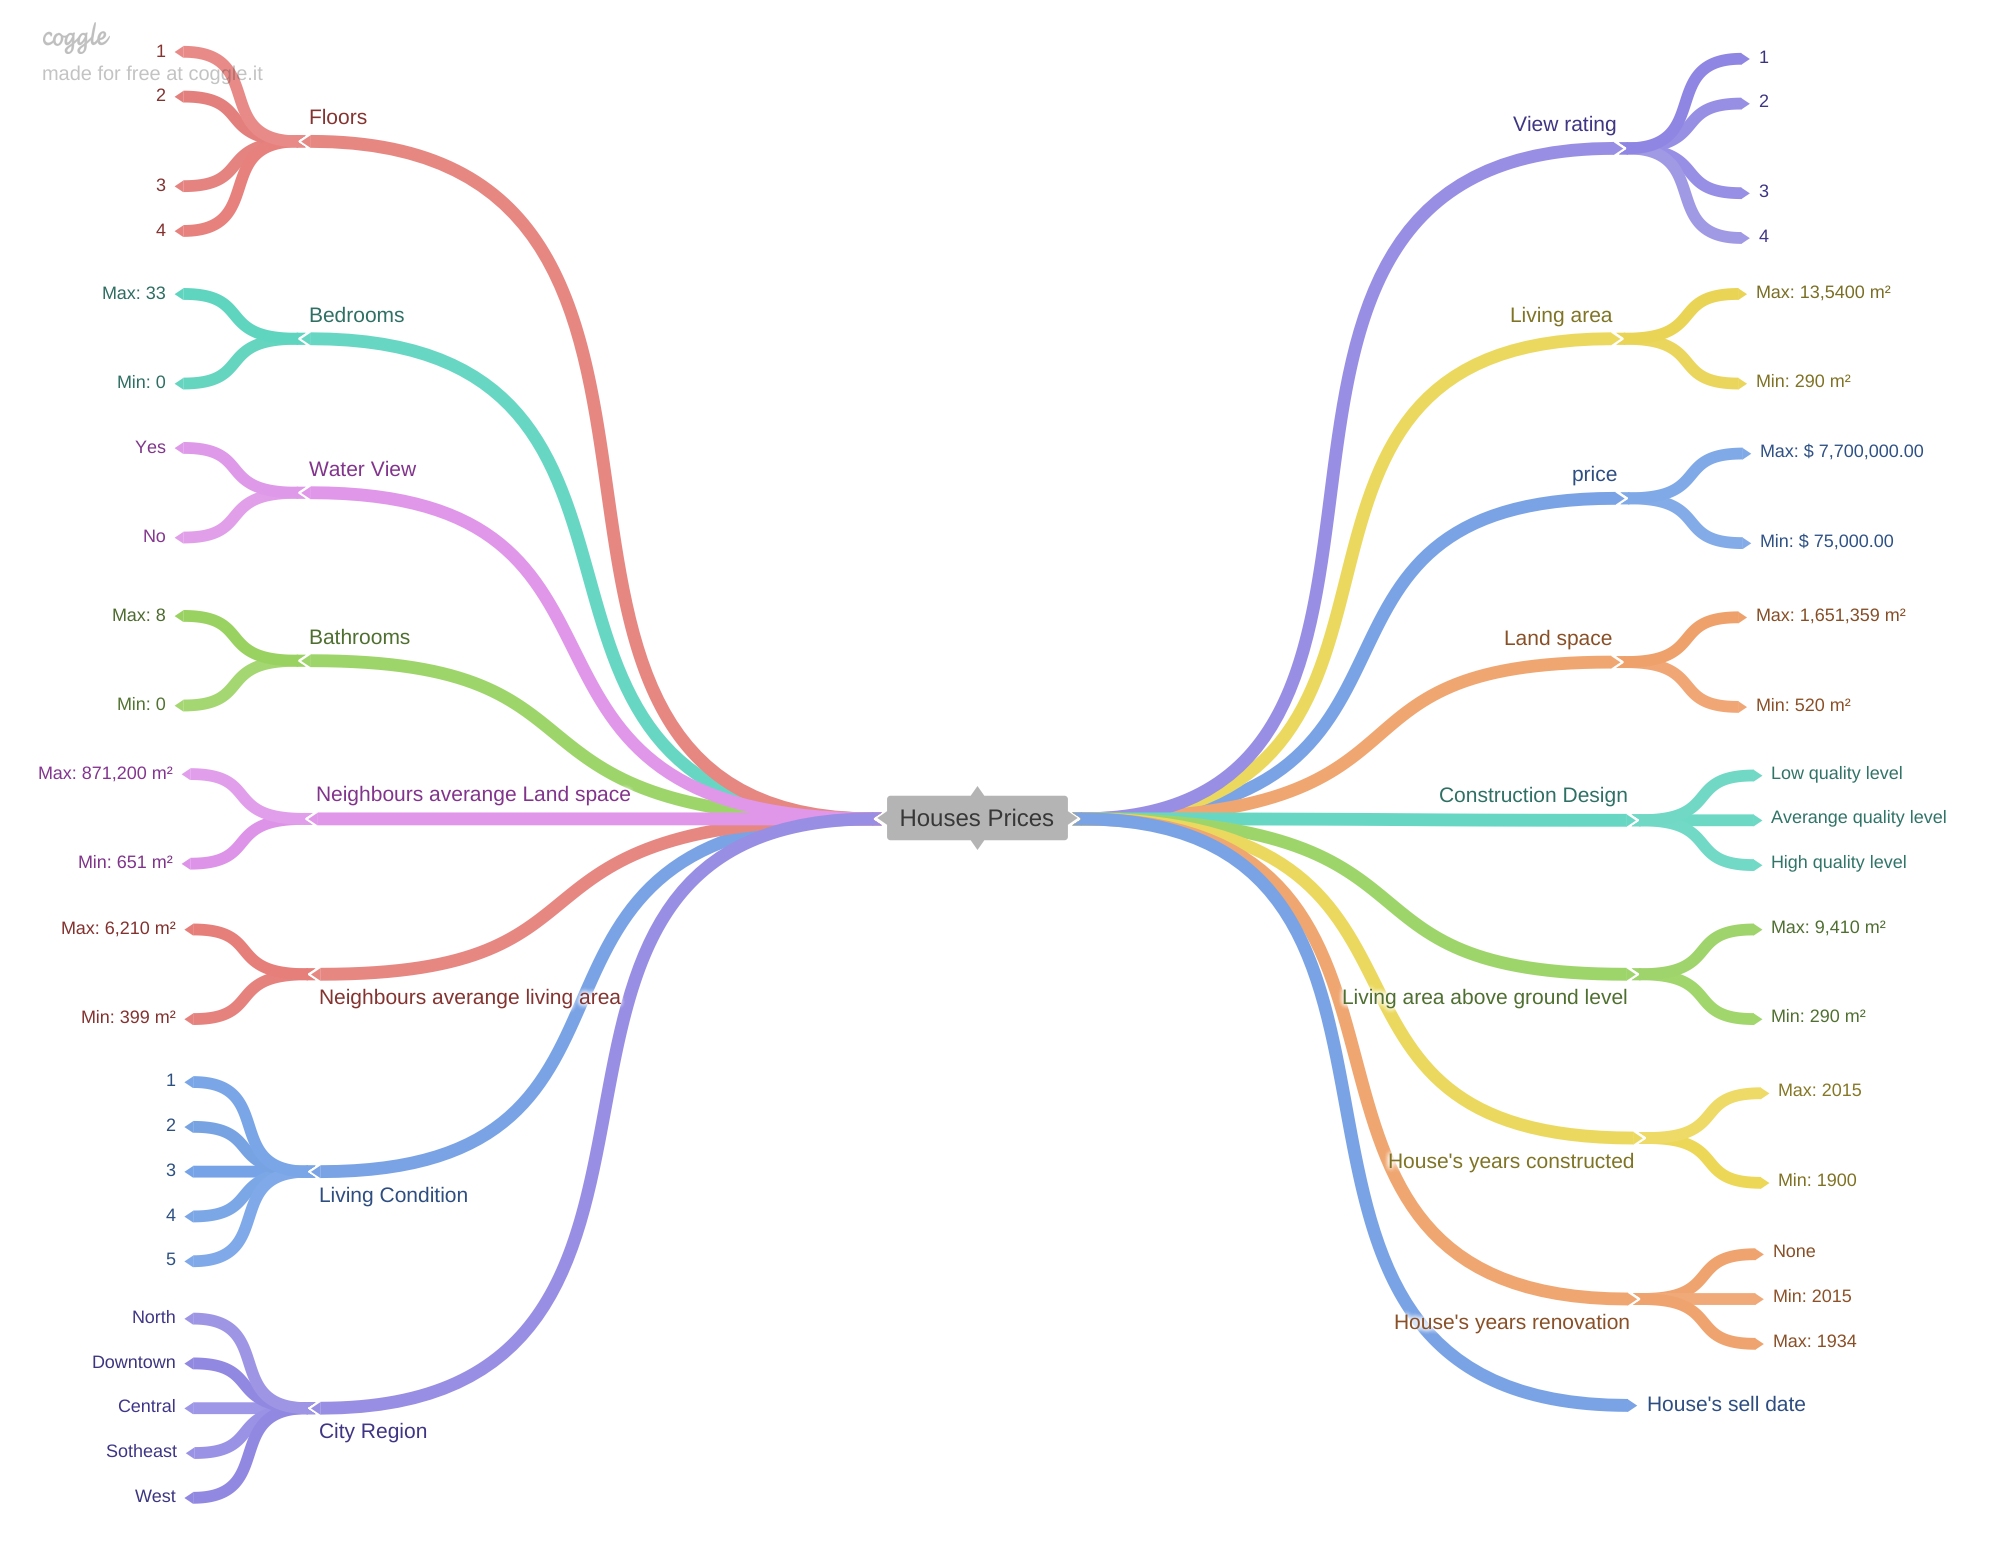 coggle
made for free at coggle.it
Floors
1
2
3
4
Bedrooms
Max: 33
Min: 0
Water View
Yes
No
Bathrooms
Max: 8
Min: 0
Neighbours averange Land space
Max: 871,200 m²
Min: 651 m²
Neighbours averange living area
Max: 6,210 m²
Min: 399 m²
Living Condition
1
2
3
4
5
City Region
North
Downtown
Central
Sotheast
West
Houses Prices
View rating
1
2
3
4
Living area
Max: 13,5400 m²
Min: 290 m²
price
Max: $ 7,700,000.00
Min: $ 75,000.00
Land space
Max: 1,651,359 m²
Min: 520 m²
Construction Design
Low quality level
Averange quality level
High quality level
Living area above ground level
Max: 9,410 m²
Min: 290 m²
House's years constructed
Max: 2015
Min: 1900
House's years renovation
None
Min: 2015
Max: 1934
House's sell date